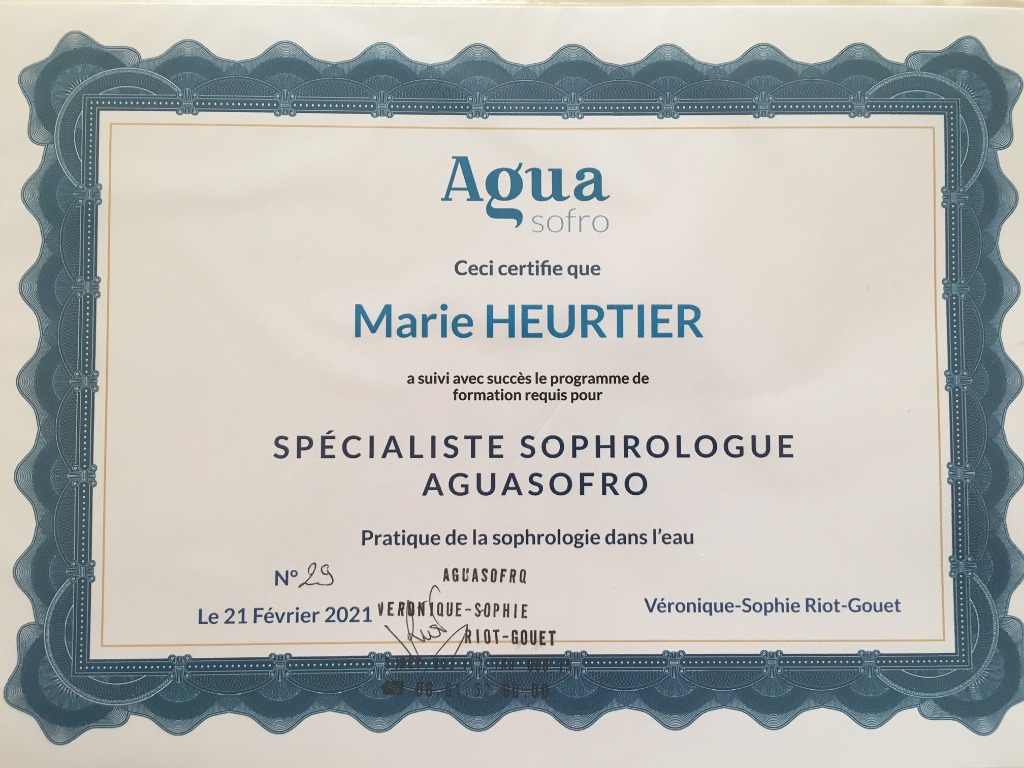 Agua
sofro
Ceci certifie que
Marie HEURTIER
a suivi avec succès le programme de
formation requis pour
SPÉCIALISTE SOPHROLOGUE
AGUASOFRO
Pratique de la sophrologie dans l'eau
N° 29
AGUASOFRO
Le 21 Février 2021
VERONIQUE-SOPHIE
Véronique-Sophie Riot-Gouet
RIOT-GOUET